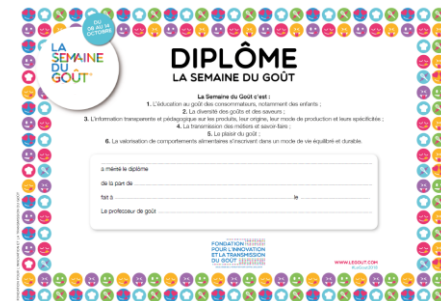 DU
08 AU 14
OCTOBRE
LA
SEMAINE
DU
GOÛT
DIPLÔME
LA SEMAINE DU GOÛT
La Semaine du Goût c'est :
1. L'éducation au goût des consommateurs, notamment des enfants ;
2. La diversité des goûts et des saveurs ;
3. L'information transparente et pédagogique sur les produits, leur origine, leur mode de production et leurs spécificités ;
4. La transmission des métiers et savoir-faire ;
5. Le plaisir du goût ;
6. La valorisation de comportements alimentaires s'inscrivant dans un mode de vie équilibré et durable.
a mérité le diplôme
de la part de
fait à le
Le professeur de goût
FONDATION
POUR L'INNOVATION
ET LA TRANSMISSION
DU GOÛT
WWW.LEGOUT.COM